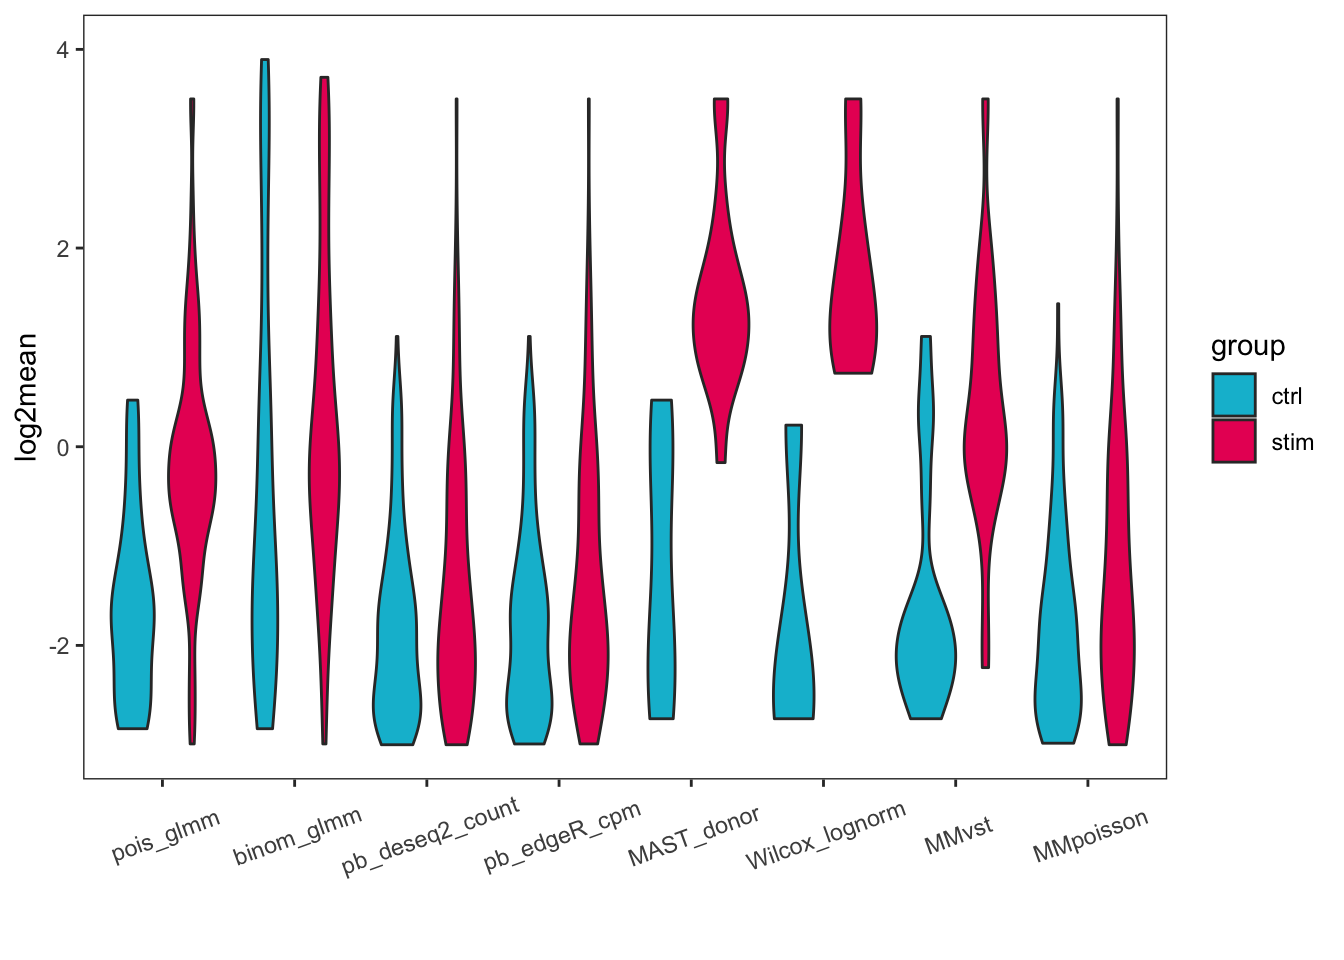 4
2
0
-2
log2mean
pois_glmm
binom_glmm
pb_deseq2_count
pb_edgeR_cpm
MAST_donor
Wilcox_lognorm
MMvst
MMpoisson
group
ctrl
stim